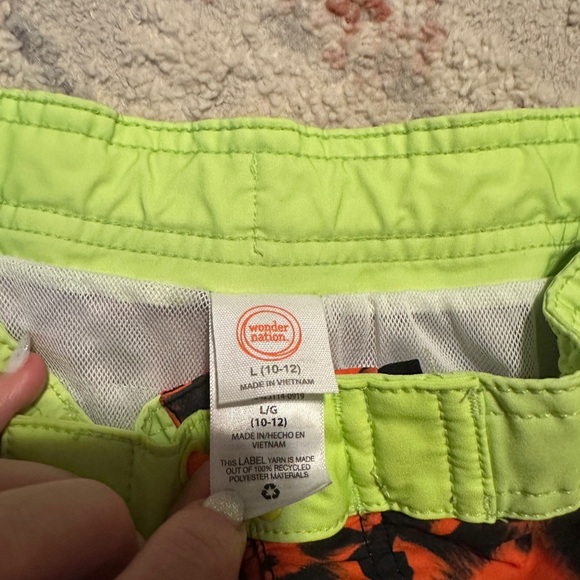 wonder
nation.
L (10-12)
MADE IN VIETNAM
L/G
(10-12)
MADE IN/HECHO EN
VIETNAM
THIS LABEL YARN IS MADE
OUT OF 100% RECYCLED
POLYESTER MATERIALS